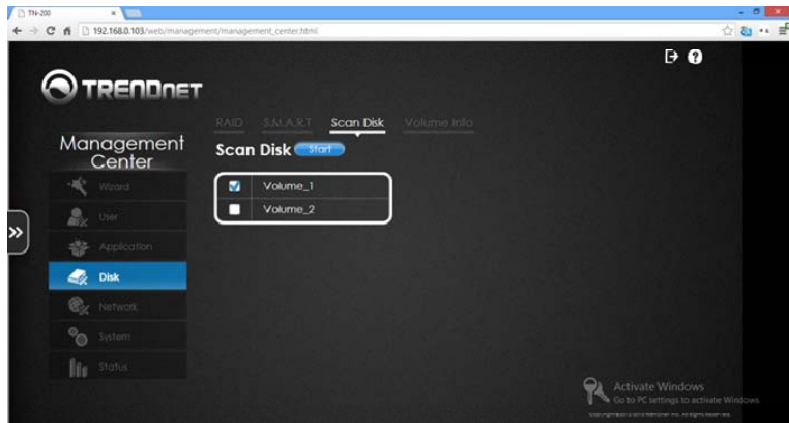 TN-200
192.168.0.103/web/management/management_center.html
TRENDNET
RAID S.M.A.R.T Scan Disk Volume Info
Management
Center
Scan Disk Start
Wizard
Volume_1
User
Volume_2
Application
Disk
Network
System
Status
Activate Windows
Go to PC settings to activate Windows.